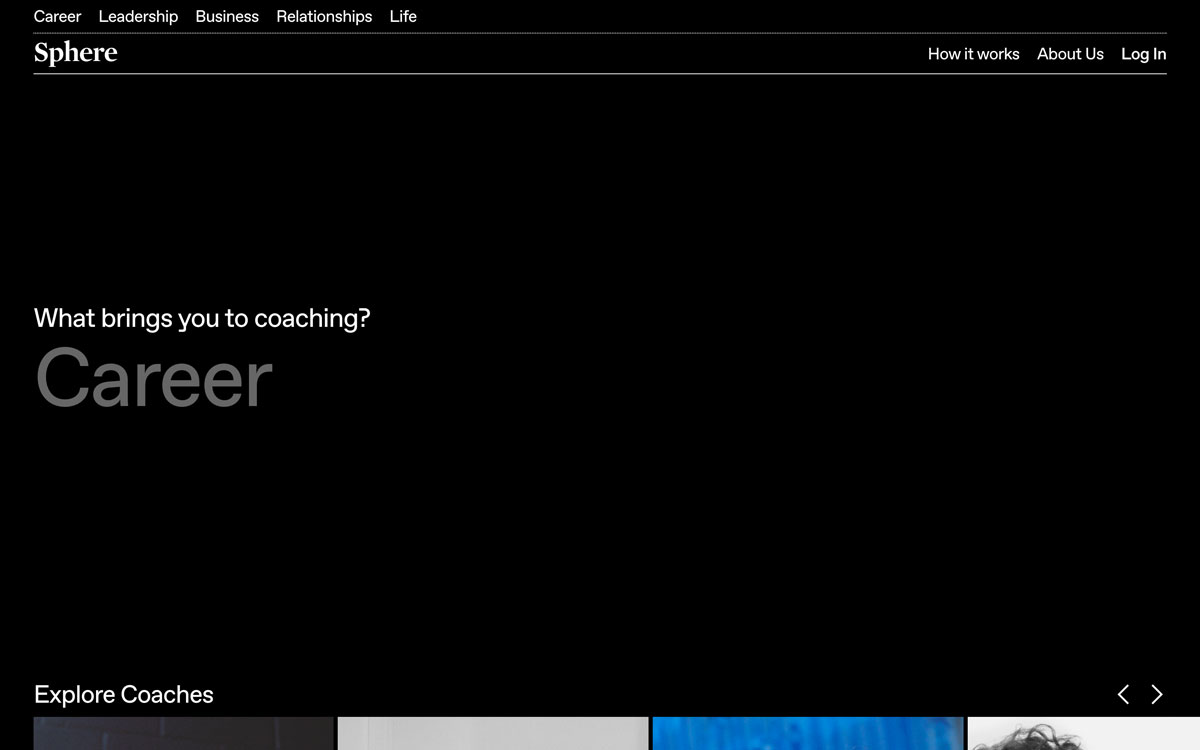 Career Leadership Business Relationships Life
Sphere
How it works About Us Log In
What brings you to coaching?
Career
Explore Coaches